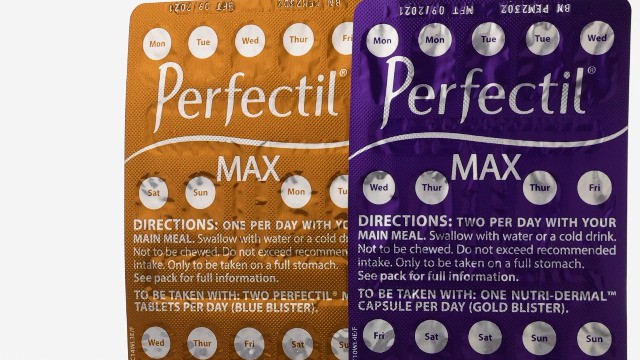 Mon Tue Wed Thur
Perfectil®
MAX
Sat Sun Mon Tu
DIRECTIONS: ONE PER DAY WITH YO
MAIN MEAL. Swallow with water or a cold dr
Not to be chewed. Do not exceed recommen
intake. Only to be taken on a full stomach.
See pack for full information.
TO BE TAKEN WITH: TWO PERFECTIL® M
TABLETS PER DAY (BLUE BLISTER).
Wed Thur Fri Sat
Mon Mon Tue Tue Wed
Perfectil®
MAX
Wed Thur Thur Fri
DIRECTIONS: TWO PER DAY WITH YOUR
MAIN MEAL. Swallow with water or a cold drink.
Not to be chewed. Do not exceed recommended
intake. Only to be taken on a full stomach.
See pack for full information.
TO BE TAKEN WITH: ONE NUTRI-DERMAL™
CAPSULE PER DAY (GOLD BLISTER).
Fri Sat Sat Sun Sun